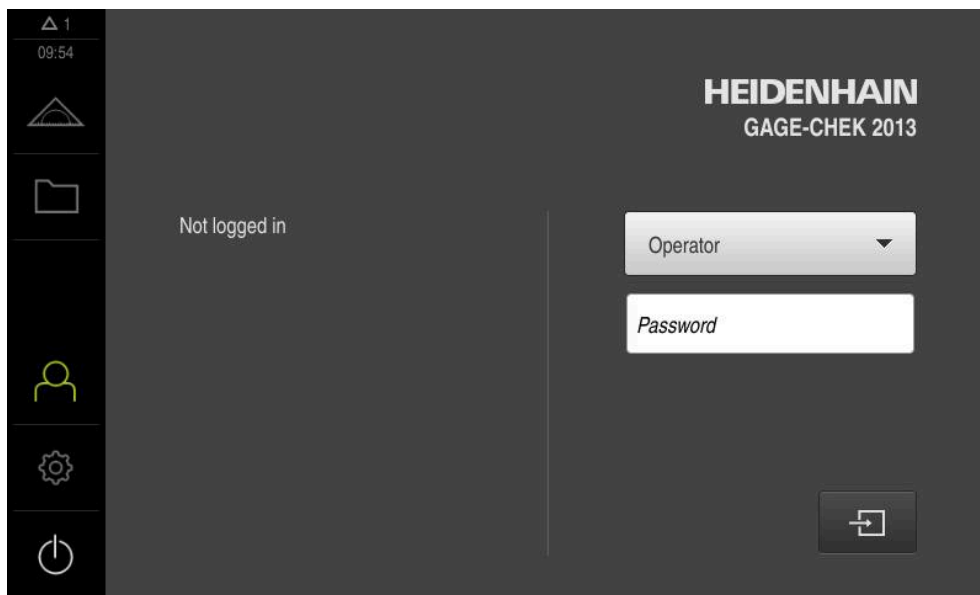 1
09:54
HEIDENHAIN
GAGE-CHEK 2013
Not logged in
Operator
Password